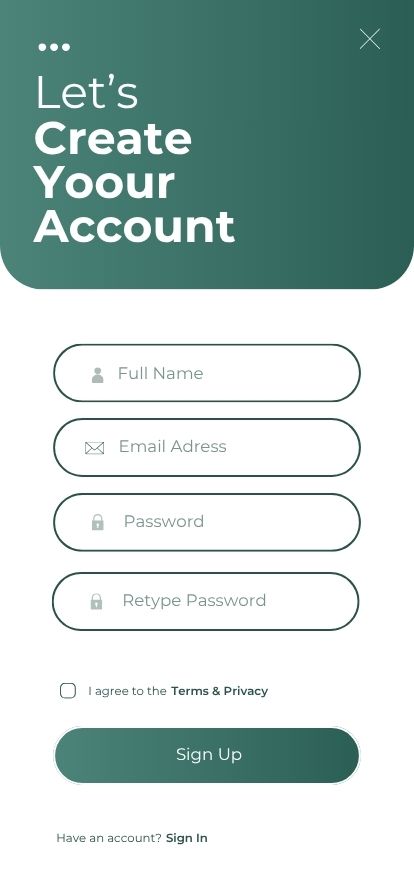 Let’s
Create
Yoour
Account
Full Name
Email Adress
Password
Retype Password
I agree to the Terms & Privacy
Sign Up
Have an account? Sign In